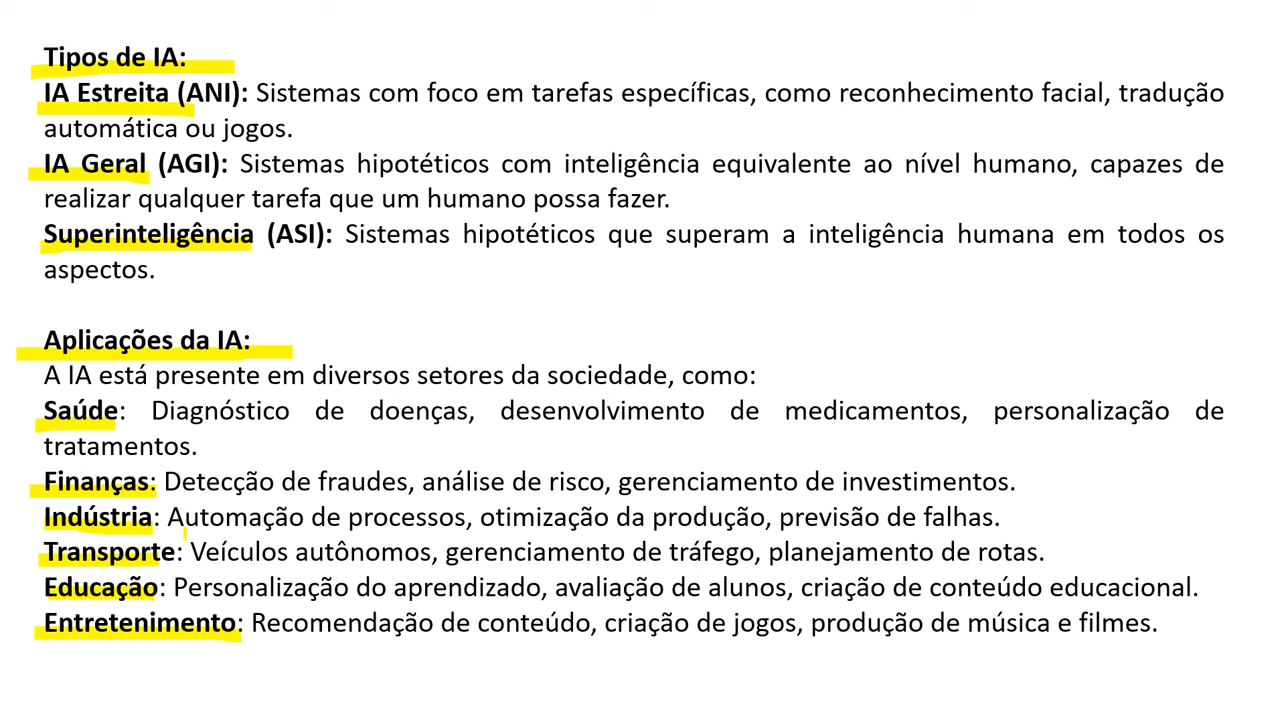 Tipos de IA:
IA Estreita (ANI): Sistemas com foco em tarefas específicas, como reconhecimento facial, tradução
automática ou jogos.
IA Geral (AGI): Sistemas hipotéticos com inteligência equivalente ao nível humano, capazes de
realizar qualquer tarefa que um humano possa fazer.
Superinteligência (ASI): Sistemas hipotéticos que superam a inteligência humana em todos os
aspectos.
Aplicações da IA:
A IA está presente em diversos setores da sociedade, como:
Saúde: Diagnóstico de doenças, desenvolvimento de medicamentos, personalização de
tratamentos.
Finanças: Detecção de fraudes, análise de risco, gerenciamento de investimentos.
Indústria: Automação de processos, otimização da produção, previsão de falhas.
Transporte: Veículos autônomos, gerenciamento de tráfego, planejamento de rotas.
Educação: Personalização do aprendizado, avaliação de alunos, criação de conteúdo educacional.
Entretenimento: Recomendação de conteúdo, criação de jogos, produção de música e filmes.